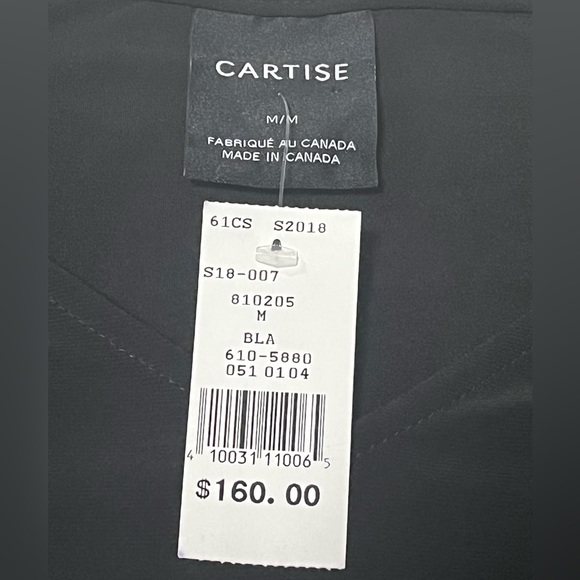 CARTISE
M/M
FABRIQUÉ AU CANADA
MADE IN CANADA
61CS S2018
S18-007
810205
M
BLA
610-5880
051 0104
4 10031 11006 5
$160.00